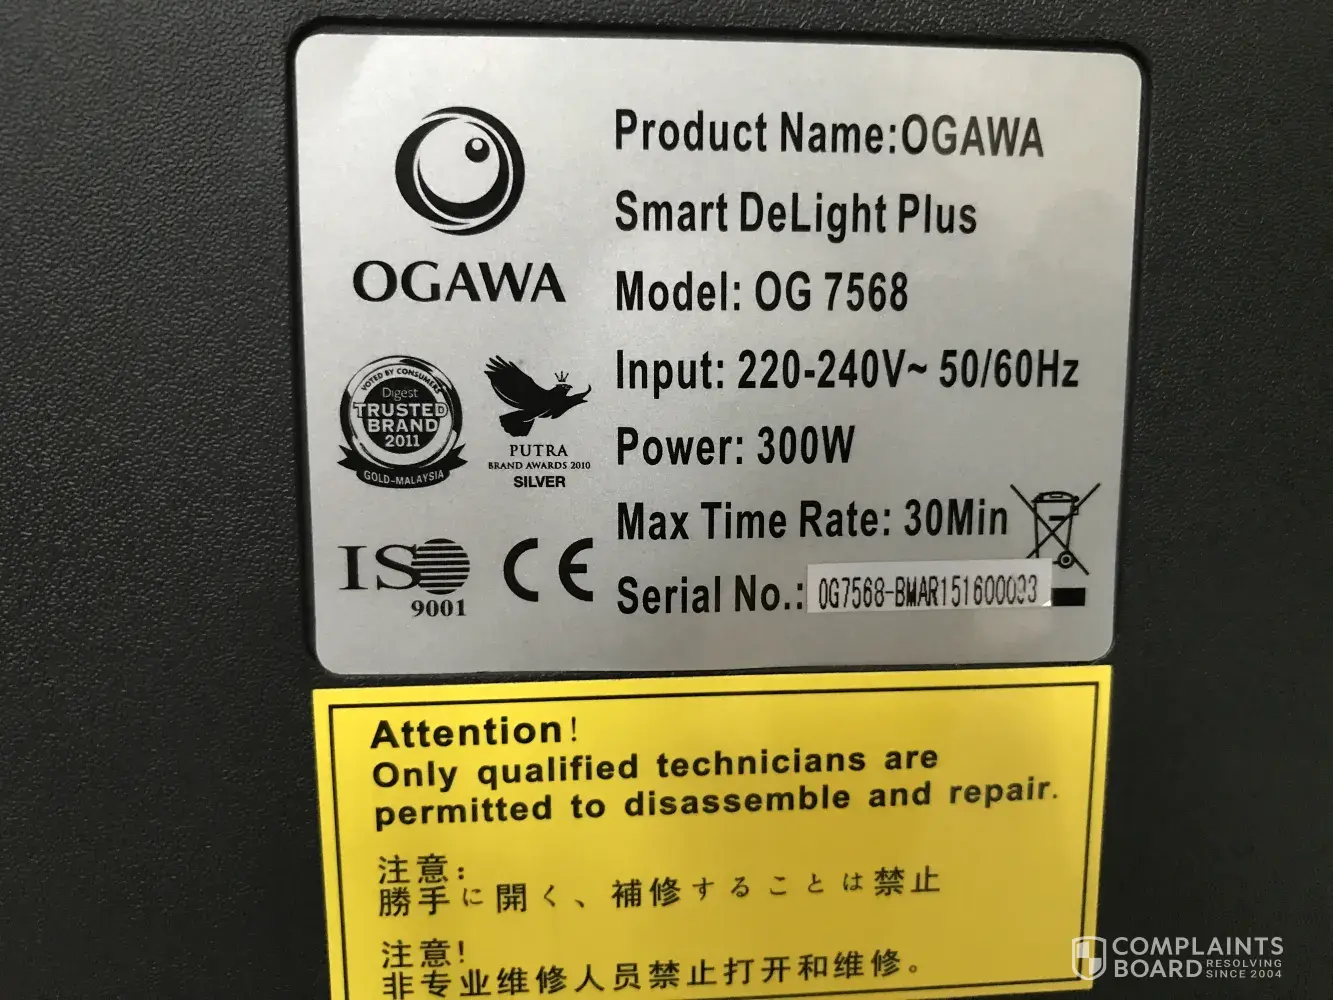 OGAWA
VOTED BY CONSUMERS
Digest
TRUSTED
BRAND
2011
GOLD-MALAYSIA
PUTRA
BRAND AWARDS 2010
SILVER
ISO
9001
CE
Product Name:OGAWA
Smart DeLight Plus
Model: OG 7568
Input: 220-240V~ 50/60Hz
Power: 300W
Max Time Rate: 30Min
Serial No.:
Attention!
Only qualified technicians are
permitted to disassemble and repair.
注意:
勝手に開く、補修することは禁止
注意!
非专业维修人员禁止打开和维修。
COMPLAINTS
BOARD RESOLVING
SINCE 2004